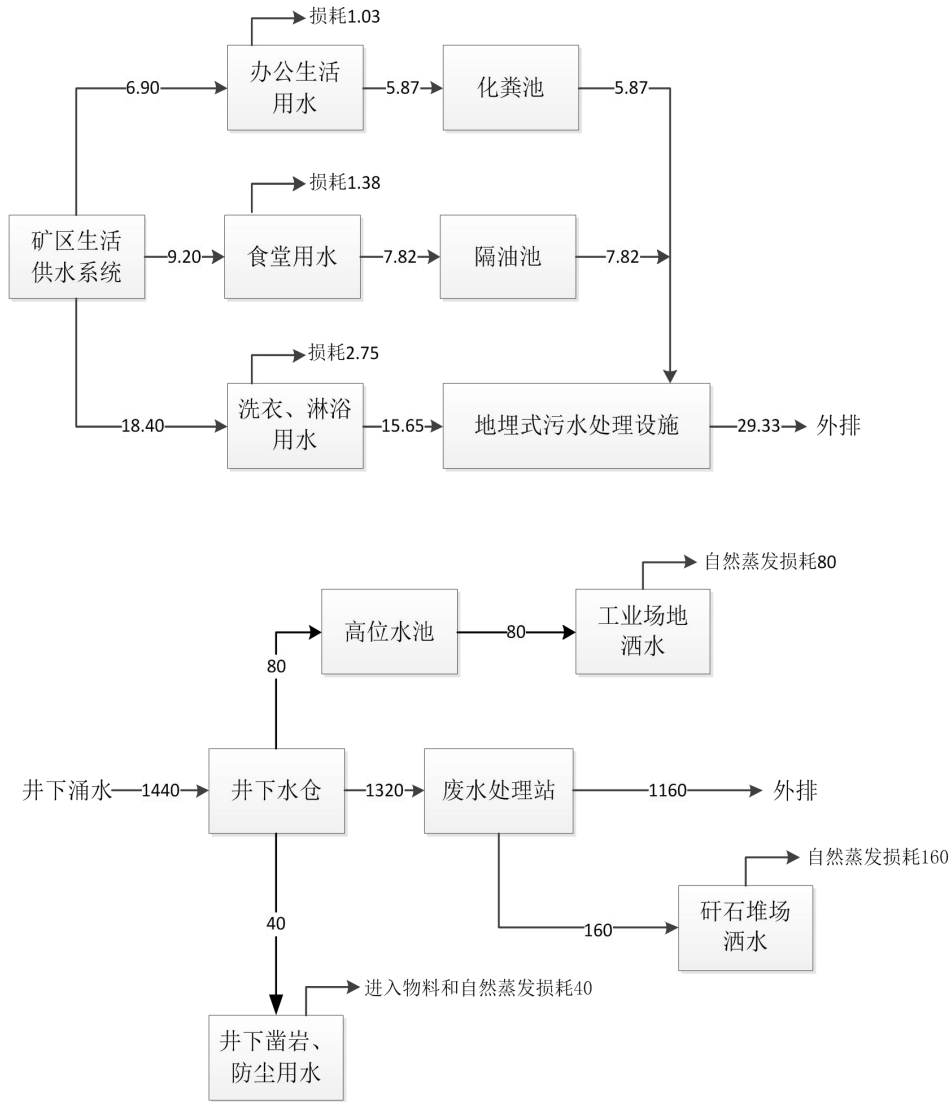 损耗1.03
办公生活
用水
6.90
5.87
化粪池
5.87
损耗1.38
矿区生活
供水系统
9.20
食堂用水
7.82
隔油池
7.82
损耗2.75
18.40
洗衣、淋浴
用水
15.65
地埋式污水处理设施
29.33
外排
自然蒸发损耗80
高位水池
80
工业场地
洒水
80
井下涌水
1440
井下水仓
1320
废水处理站
1160
外排
自然蒸发损耗160
矸石堆场
洒水
160
40
进入物料和自然蒸发损耗40
井下凿岩、
防尘用水